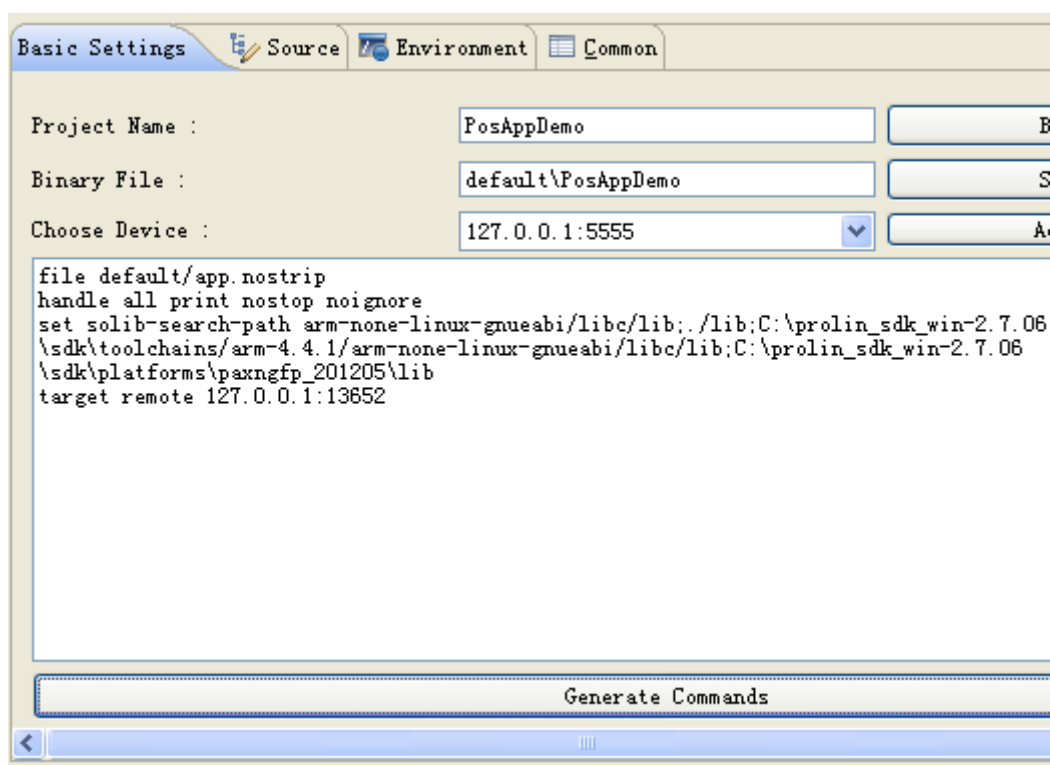 Basic Settings Source Environment Common
Project Name : PosAppDemo B
Binary File : default\PosAppDemo S
Choose Device : 127.0.0.1:5555 A
file default/app.nostrip
handle all print nostop noignore
set solib-search-path arm-none-linux-gnueabi/libc/lib;./lib;C:\prolin_sdk_win-2.7.06
\sdk\toolchains/arm-4.4.1/arm-none-linux-gnueabi/libc/lib;C:\prolin_sdk_win-2.7.06
\sdk\platforms\paxngfp_201205\lib
target remote 127.0.0.1:13652
Generate Commands